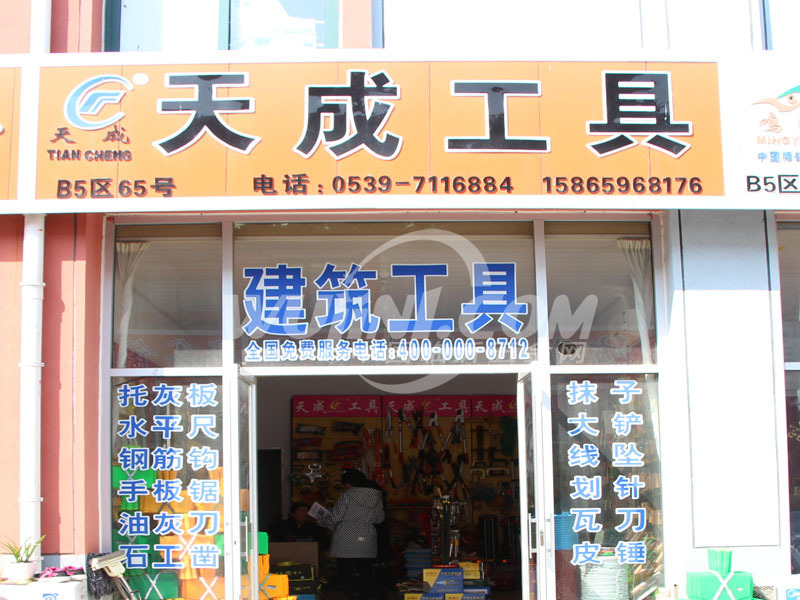 天成工具
天成
TIAN CHENG
B5区65号
电话:0539-7116884 15865968176
MING
中国
B5区
建筑工具
全国免费服务电话:400-000-8712
托灰板
水平尺
钢筋钩
手板锯
油灰刀
石工凿
抹子
大铲
线坠
划针
瓦刀
皮锤
天成 工具 天成 工具 天成
.COM